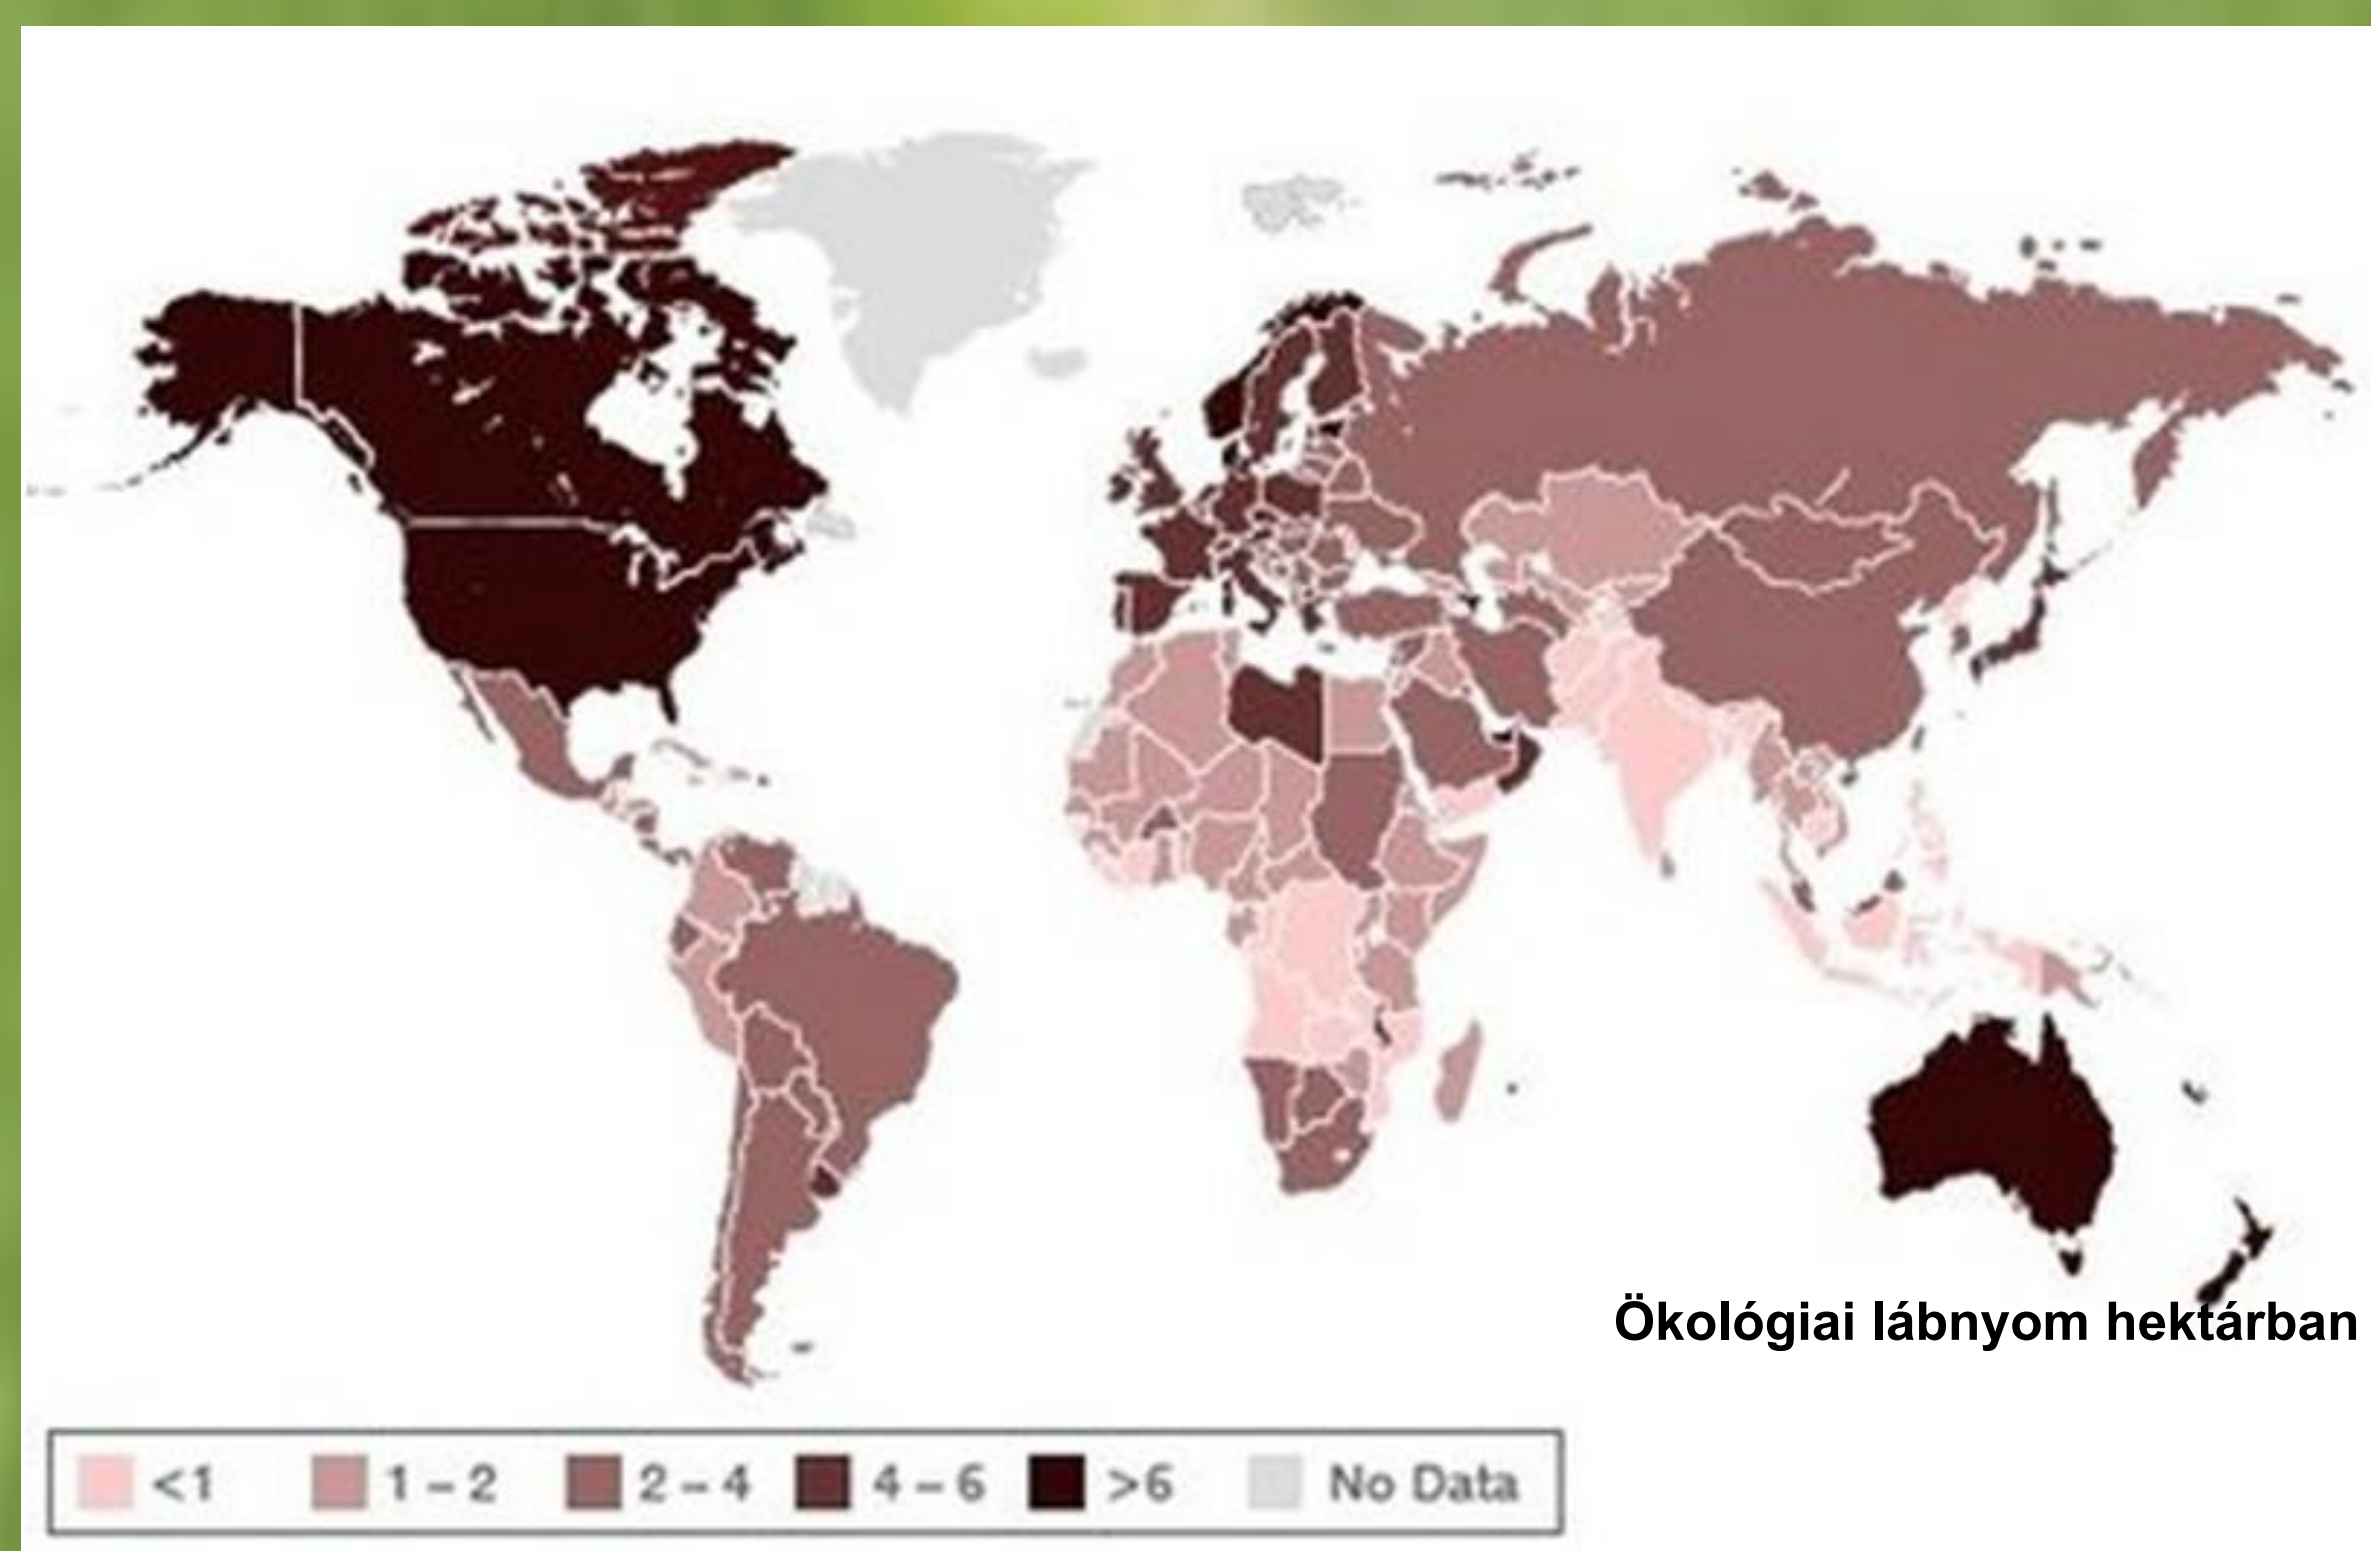 Ökológiai lábnyom hektárban
<1 1 – 2 2 – 4 4 – 6 >6 No Data